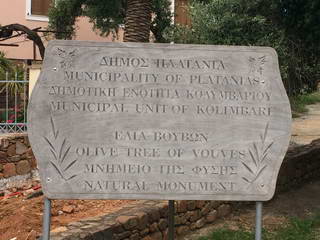 ΔΗΜΟΣ ΠΛΑΤΑΝΙΑ
MUNICIPALITY OF PLATANIAS
ΔΗΜΟΤΙΚΗ ΕΝΟΤΗΤΑ ΚΟΛΥΜΒΑΡΙΟΥ
MUNICIPAL UNIT OF KOLIMBARI
ΕΛΙΑ ΒΟΥΒΩΝ
OLIVE TREE OF VOUVES
ΜΝΗΜΕΙΟ ΤΗΣ ΦΥΣΗΣ
NATURAL MONUMENT